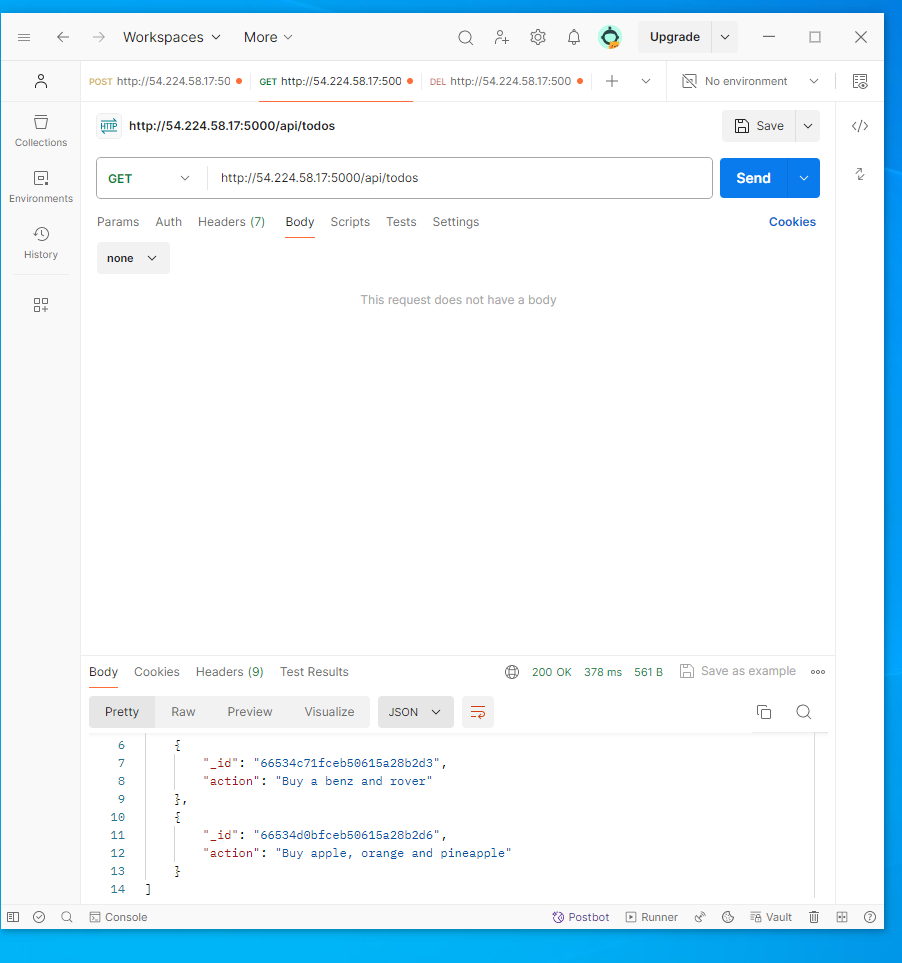 Workspaces More Upgrade
POST http://54.224.58.17:50 GET http://54.224.58.17:500 DEL http://54.224.58.17:500 No environment
HTTP http://54.224.58.17:5000/api/todos Save
Collections
GET http://54.224.58.17:5000/api/todos Send
Environments
Params Auth Headers (7) Body Scripts Tests Settings Cookies
History
none
This request does not have a body
Body Cookies Headers (9) Test Results 200 OK 378 ms 561 B Save as example
Pretty Raw Preview Visualize JSON
6 {
7 "_id": "66534c71fceb50615a28b2d3",
8 "action": "Buy a benz and rover"
9 },
10 {
11 "_id": "66534d0bfceb50615a28b2d6",
12 "action": "Buy apple, orange and pineapple"
13 }
14 ]
Console Postbot Runner Vault